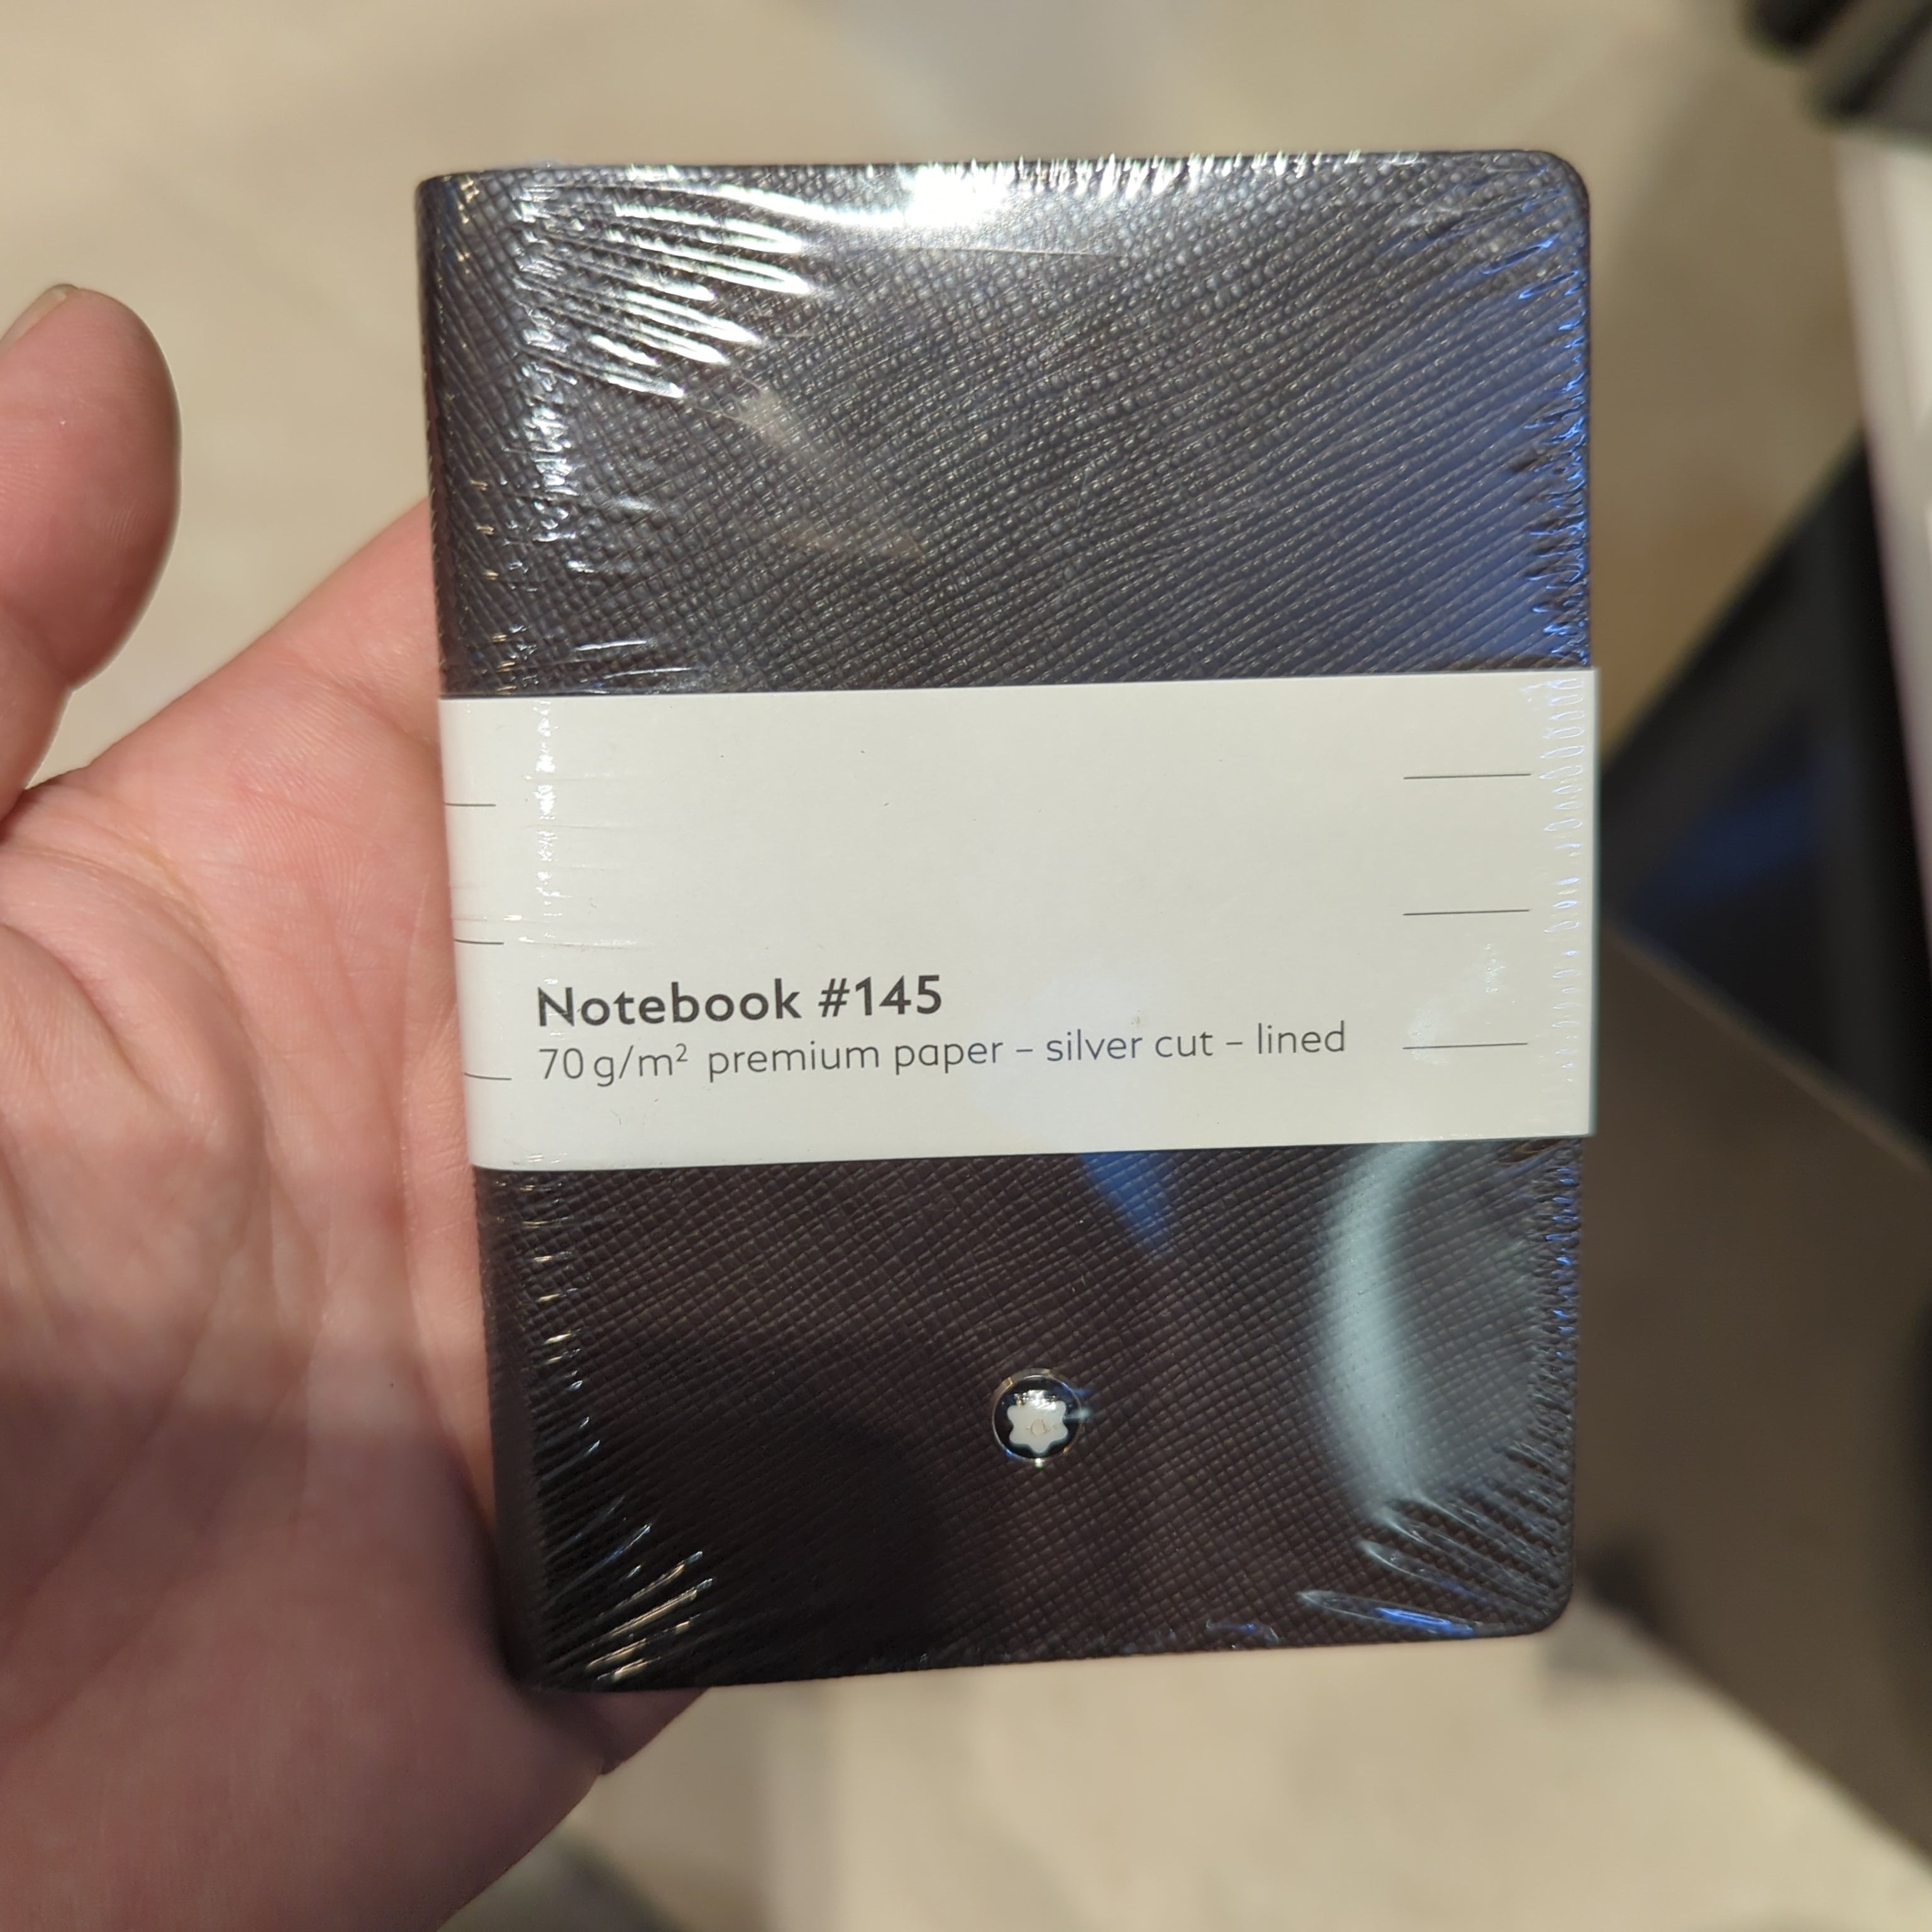 Notebook #145
70 g/m² premium paper – silver cut – lined